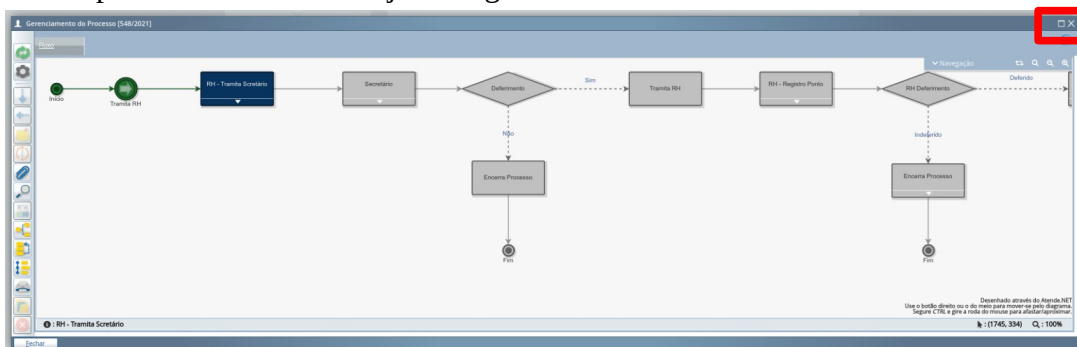 Gerenciamento do Processo [548/2021]
Fluxo
Navegação
Início
Tramita RH
RH - Tramita Scretário
Secretário
Deferimento
Sim
Tramita RH
RH - Registro Ponto
RH Deferimento
Deferido
Não
Indeferido
Encerra Processo
Encerra Processo
Fim
Fim
Desenhado através do Atende.NET
Use o botão direito ou o do meio para mover-se pelo diagrama.
Segure CTRL e gire a roda do mouse para afastar/aproximar.
: RH - Tramita Scretário
: (1745, 334) : 100%
Fechar